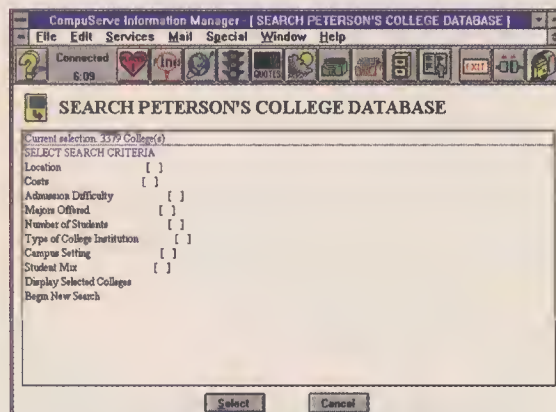 CompuServe Information Manager - [ SEARCH PETERSON'S COLLEGE DATABASE ]
File Edit Services Mail Special Window Help
Connected
6:09
QUOTES
EXIT
SEARCH PETERSON'S COLLEGE DATABASE
Current selection: 3379 College(s)
SELECT SEARCH CRITERIA
Location [ ]
Costs [ ]
Admission Difficulty [ ]
Majors Offered [ ]
Number of Students [ ]
Type of College Institution [ ]
Campus Setting [ ]
Student Mix [ ]
Display Selected Colleges
Begin New Search
Select Cancel